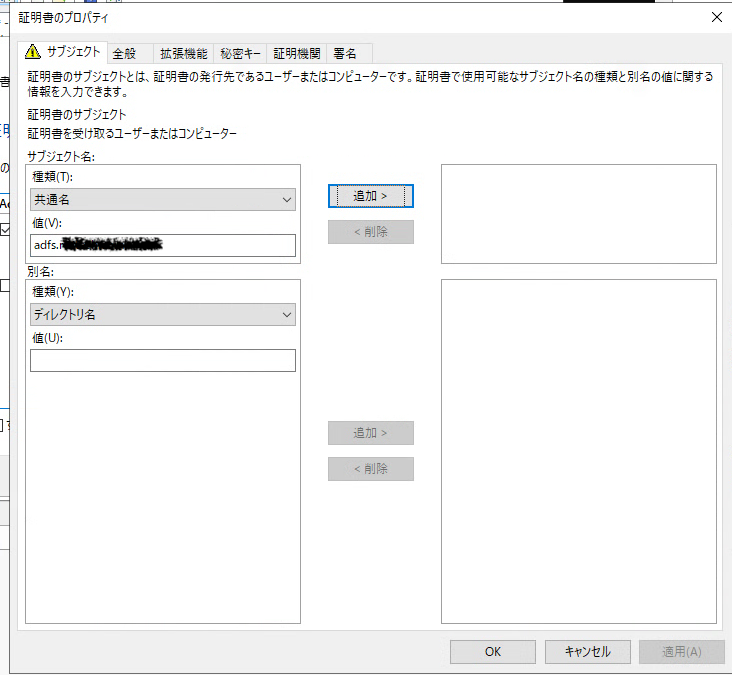 証明書のプロパティ
サブジェクト 全般 拡張機能 秘密キー 証明機関 署名
証明書のサブジェクトとは、証明書の発行先であるユーザーまたはコンピューターです。証明書で使用可能なサブジェクト名の種類と別名の値に関する
情報を入力できます。
証明書のサブジェクト
証明書を受け取るユーザーまたはコンピューター
サブジェクト名:
種類(T):
共通名
追加 >
値(V):
< 削除
adfs.
別名:
種類(Y):
ディレクトリ名
値(U):
追加 >
< 削除
OK キャンセル 適用(A)